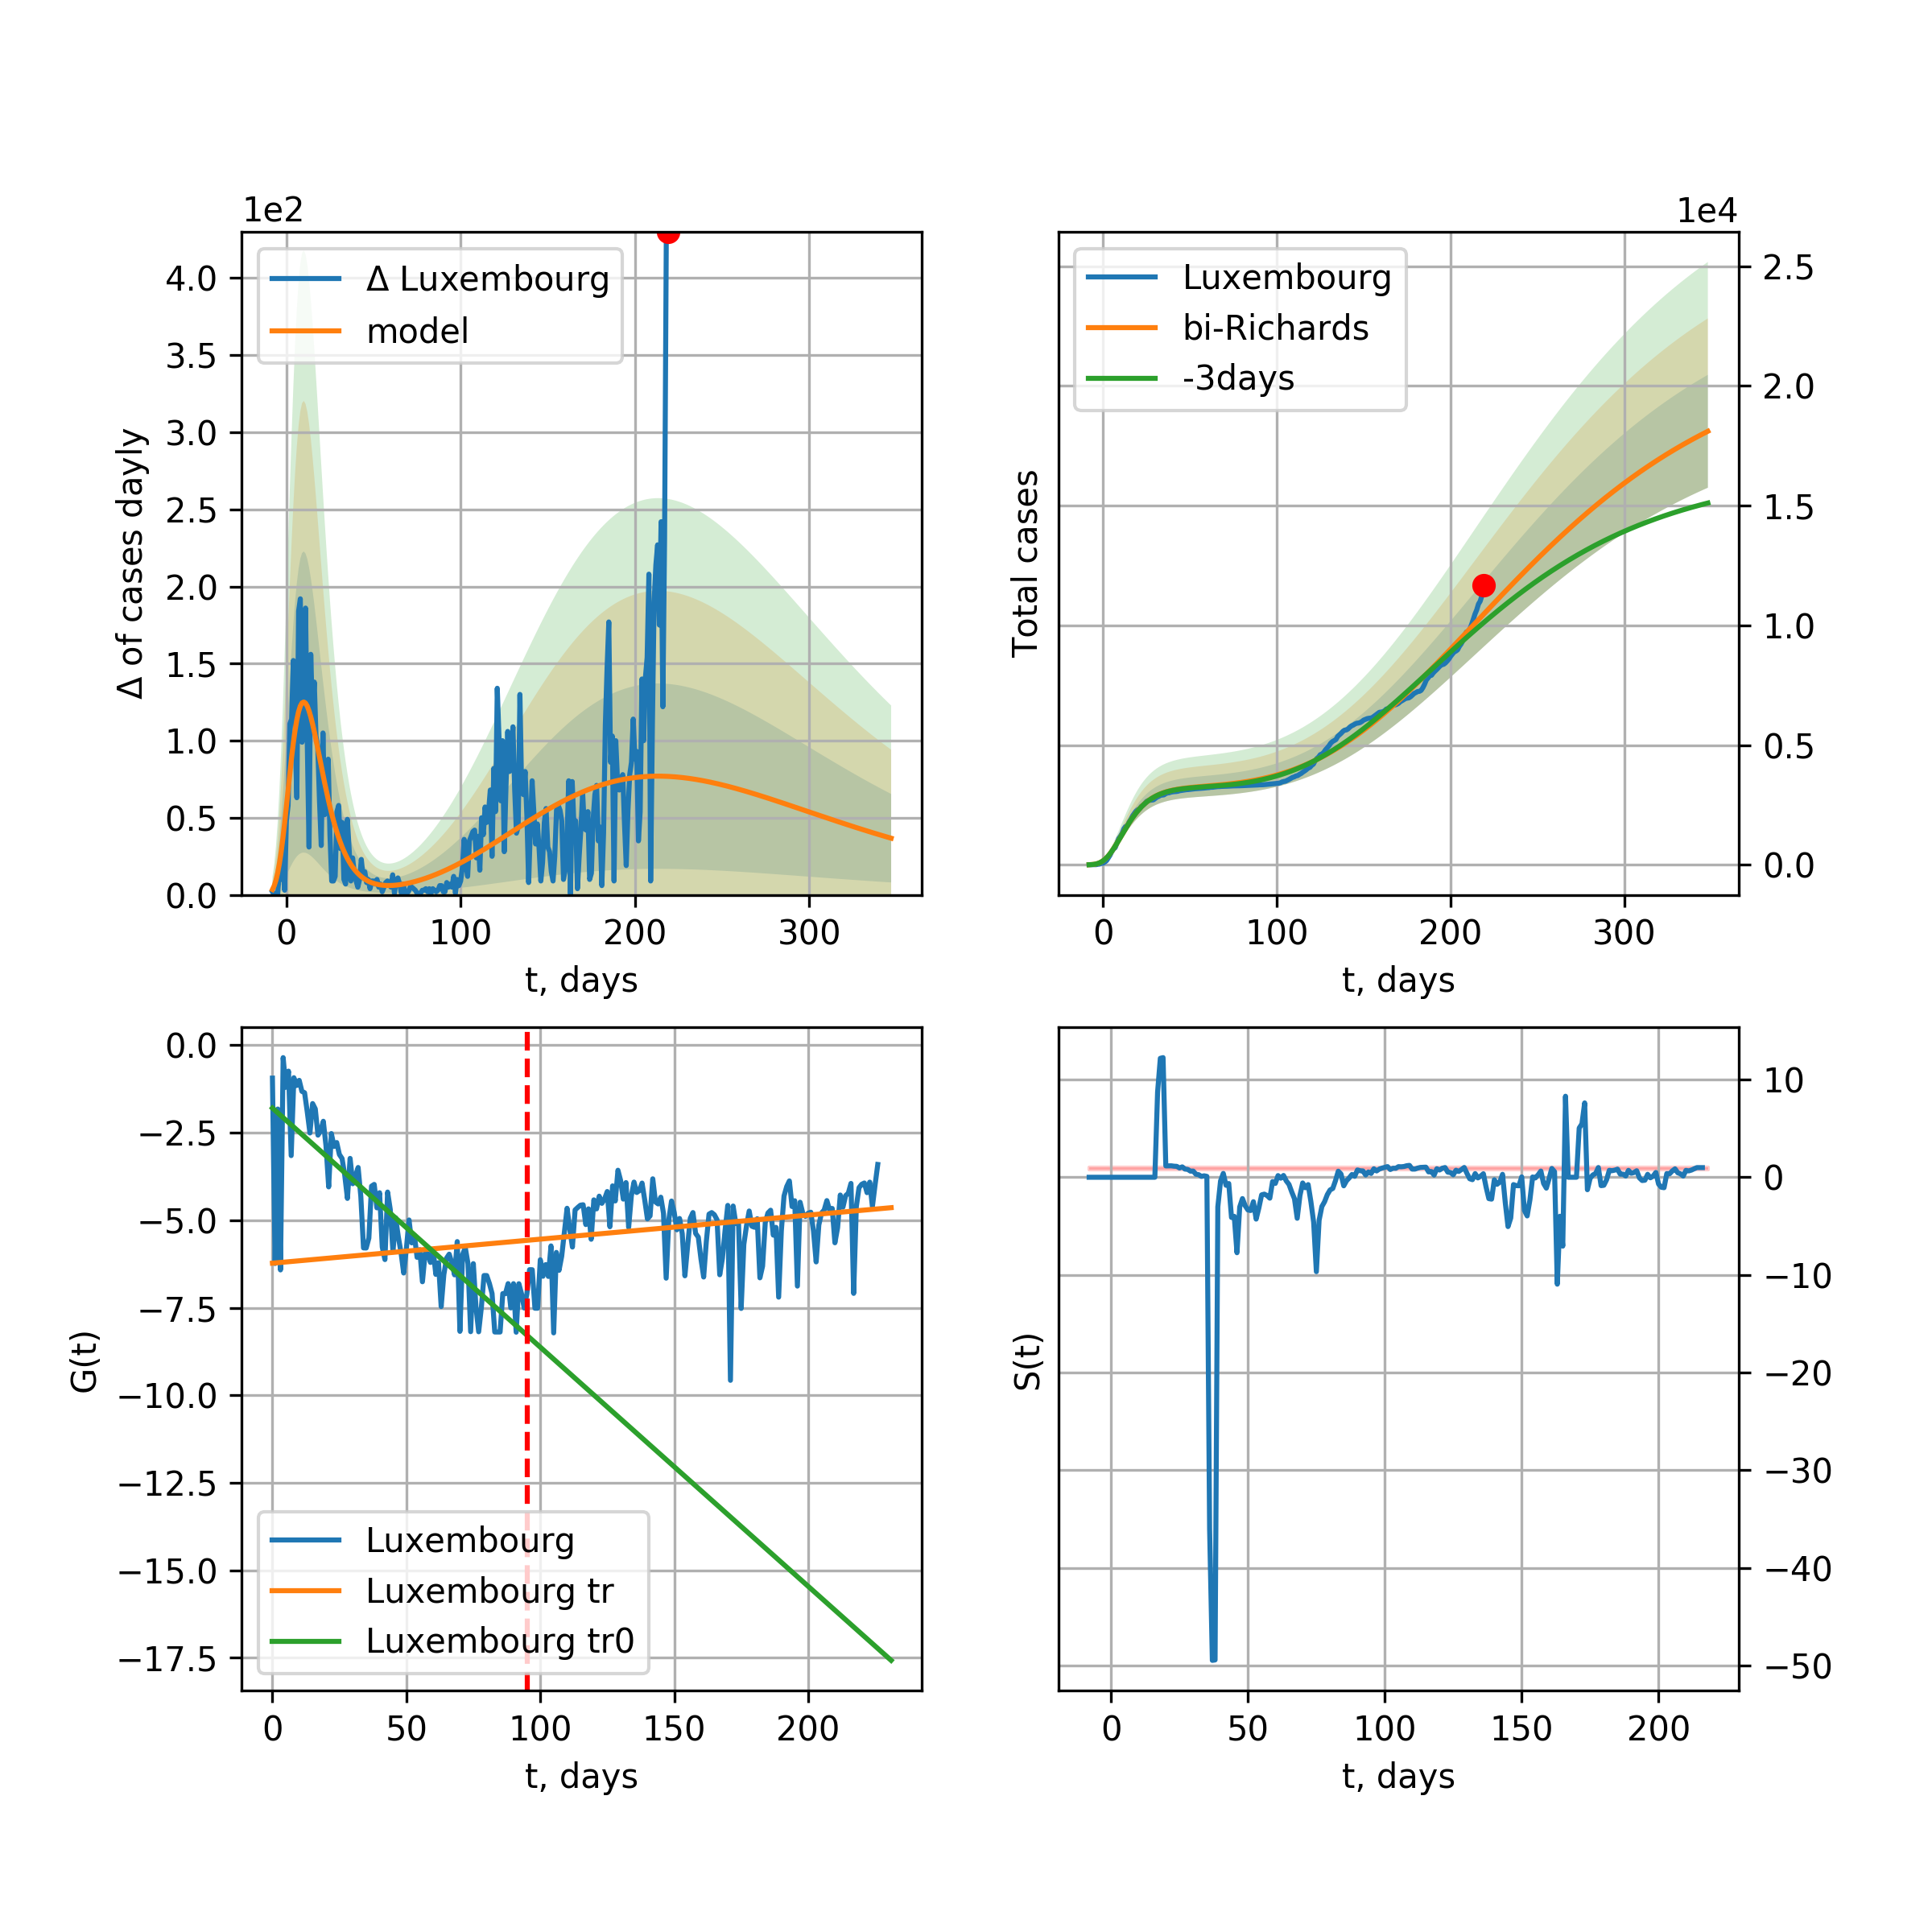 1e2
Δ of cases dayly
4.0
3.5
3.0
2.5
2.0
1.5
1.0
0.5
0.0
Δ Luxembourg
model
0 100 200 300
t, days
1e4
Total cases
Luxembourg
bi-Richards
-3days
2.5
2.0
1.5
1.0
0.5
0.0
0 100 200 300
t, days
G(t)
0.0
−2.5
−5.0
−7.5
−10.0
−12.5
−15.0
−17.5
Luxembourg
Luxembourg tr
Luxembourg tr0
0 50 100 150 200
t, days
S(t)
10
0
−10
−20
−30
−40
−50
0 50 100 150 200
t, days